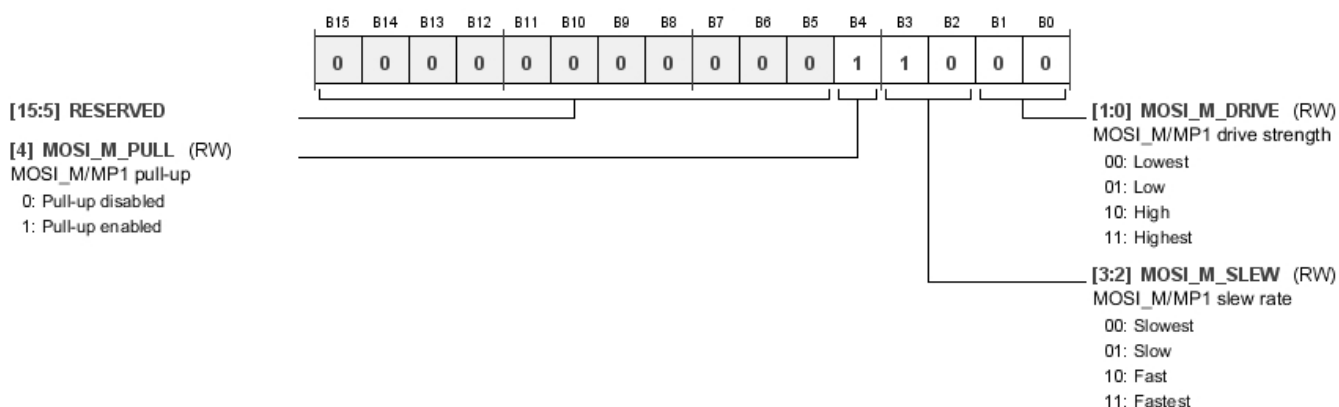 B15 B14 B13 B12 B11 B10 B9 B8 B7 B6 B5 B4 B3 B2 B1 B0
0 0 0 0 0 0 0 0 0 0 0 1 1 0 0 0
[15:5] RESERVED
[4] MOSI_M_PULL (RW)
MOSI_M/MP1 pull-up
0: Pull-up disabled
1: Pull-up enabled
[1:0] MOSI_M_DRIVE (RW)
MOSI_M/MP1 drive strength
00: Lowest
01: Low
10: High
11: Highest
[3:2] MOSI_M_SLEW (RW)
MOSI_M/MP1 slew rate
00: Slowest
01: Slow
10: Fast
11: Fastest